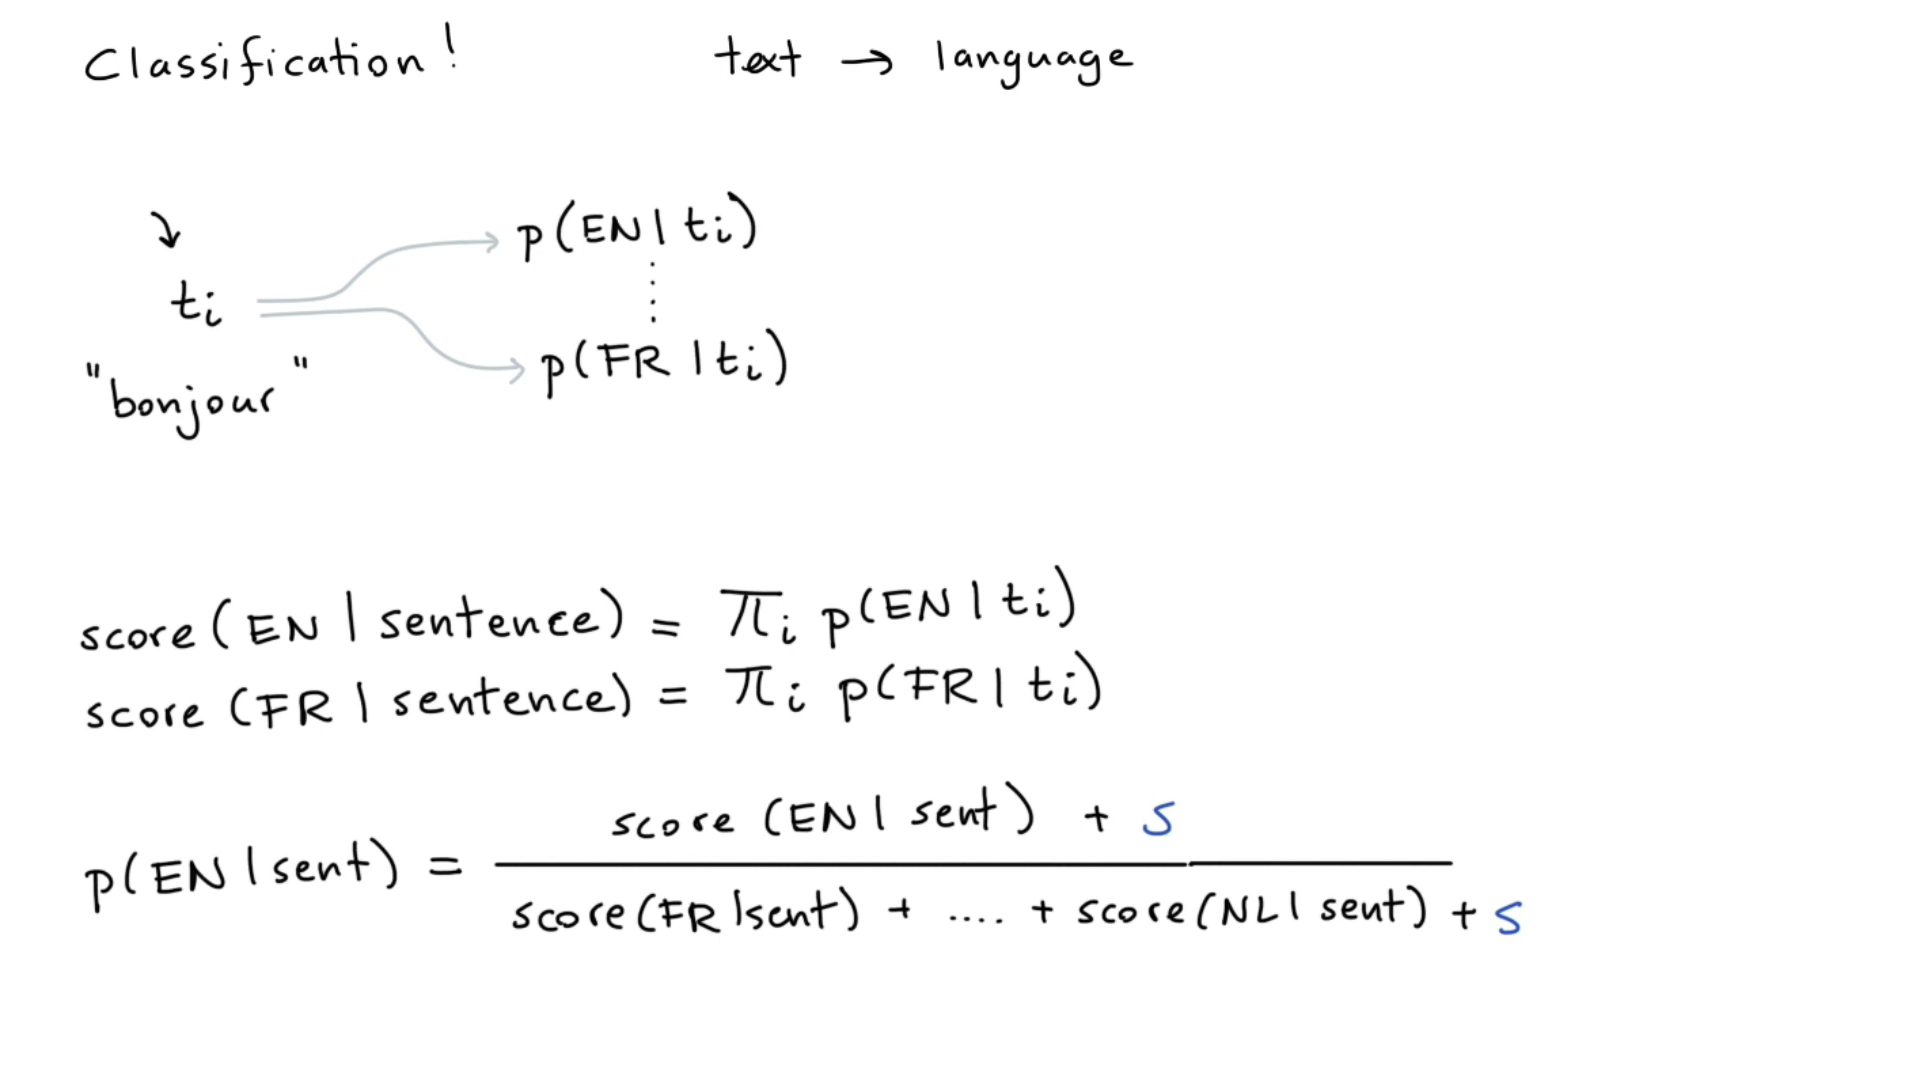 Classification! text → language
p(EN | ti)
ti
p(FR | ti)
"bonjour"
score(EN | sentence) = πi p(EN | ti)
score(FR | sentence) = πi p(FR | ti)
score(EN | sent) + s
p(EN | sent) =
score(FR | sent) + .... + score(NL | sent) + s